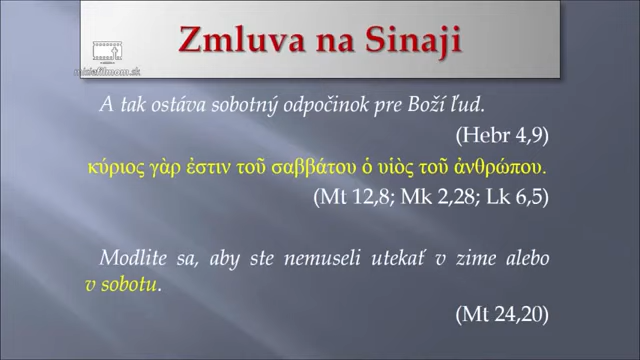 Zmluva na Sinaji
misiafilmom.sk
A tak ostáva sobotný odpočinok pre Boží ľud.
(Hebr 4,9)
κύριος γὰρ ἐστιν τοῦ σαββάτου ὁ υἱὸς τοῦ ἀνθρώπου.
(Mt 12,8; Mk 2,28; Lk 6,5)
Modlite sa, aby ste nemuseli utekať v zime alebo
v sobotu.
(Mt 24,20)